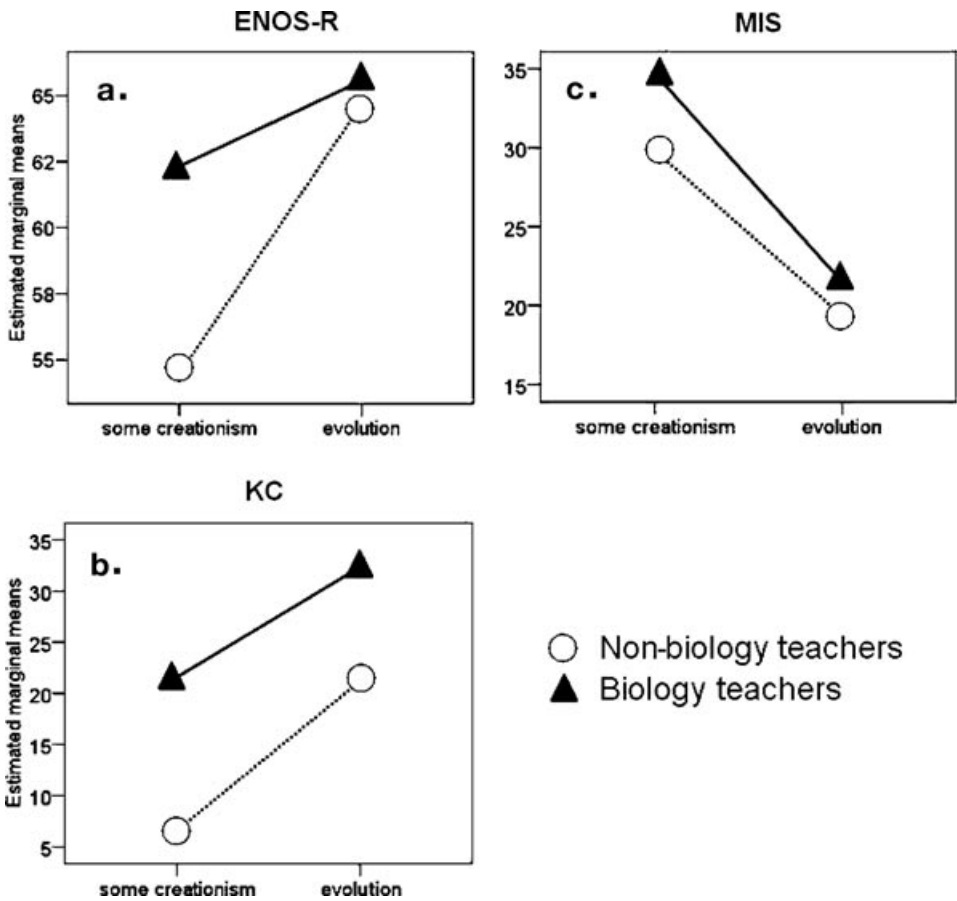 ENOS-R
a.
Estimated marginal means
65
62
60
58
55
some creationism evolution
MIS
c.
35
30
25
20
15
some creationism evolution
KC
b.
Estimated marginal means
35
30
25
20
15
10
5
some creationism evolution
Non-biology teachers
Biology teachers